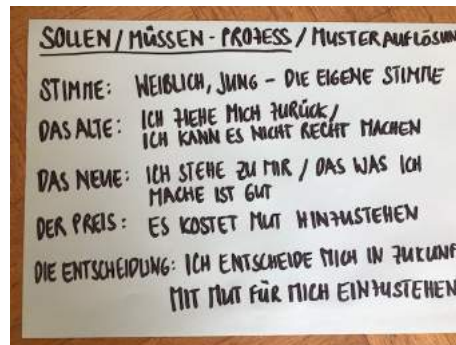 SOLLEN/MÜSSEN-PROZESS/MUSTERAUFLÖSUN
STIMME: WEIBLICH, JUNG – DIE EIGENE STIMME
DAS ALTE: ICH ZIEHE MICH ZURÜCK/
ICH KANN ES NICHT RECHT MACHEN
DAS NEUE: ICH STEHE ZU MIR / DAS WAS ICH
MACHE IST GUT
DER PREIS: ES KOSTET MUT HINZUSTEHEN
DIE ENTSCHEIDUNG: ICH ENTSCHEIDE MICH IN ZUKUNF
MIT MUT FÜR MICH EINZUSTEHEN